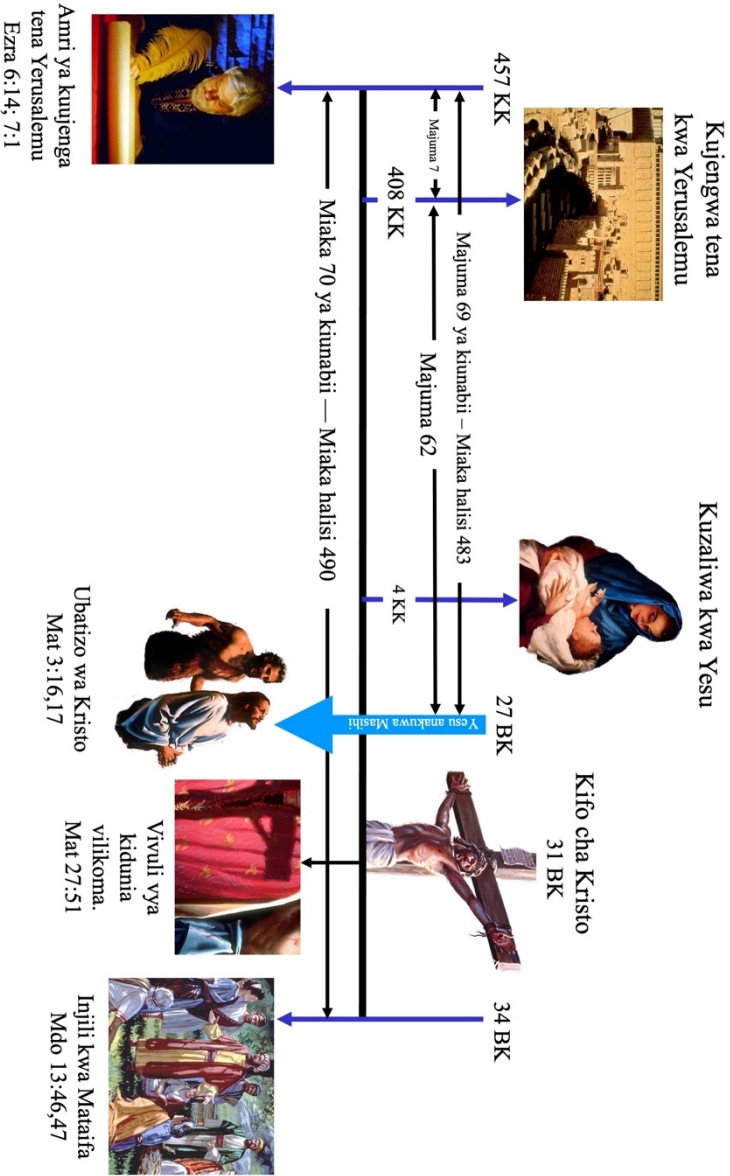 Kujengwa tena
kwa Yerusalemu
Kuzaliwa kwa Yesu
Kifo cha Kristo
31 BK
457 KK
27 BK
34 BK
Majuma 69 ya kiunabii – Miaka halisi 483
Majuma 7
408 KK
Majuma 62
4 KK
Yesu anakuwa Masihi
Miaka 70 ya kiunabii — Miaka halisi 490
Amri ya kuujenga
tena Yerusalemu
Ezra 6:14; 7:1
Ubatizo wa Kristo
Mat 3:16,17
Vivuli vya
kidunia
vilikoma.
Mat 27:51
Injili kwa Mataifa
Mdo 13:46,47